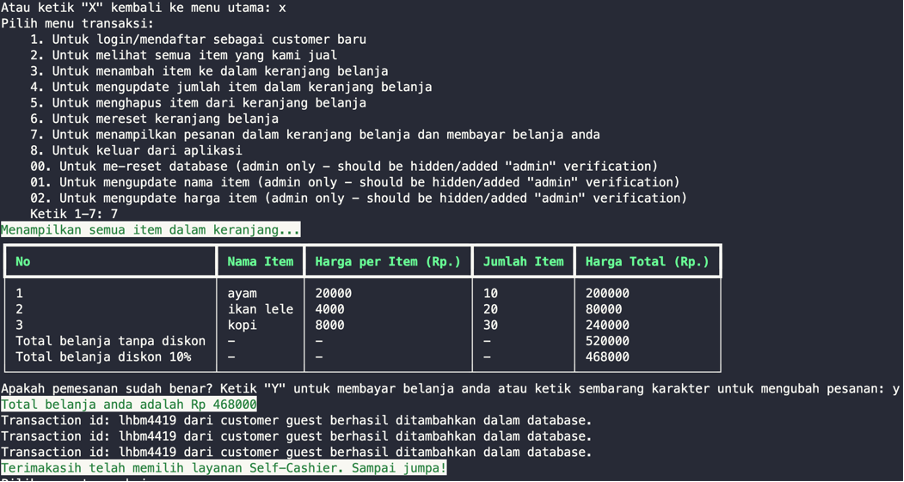 Atau ketik "X" kembali ke menu utama: x
Pilih menu transaksi:
1. Untuk login/mendaftar sebagai customer baru
2. Untuk melihat semua item yang kami jual
3. Untuk menambah item ke dalam keranjang belanja
4. Untuk mengupdate jumlah item dalam keranjang belanja
5. Untuk menghapus item dari keranjang belanja
6. Untuk mereset keranjang belanja
7. Untuk menampilkan pesanan dalam keranjang belanja dan membayar belanja anda
8. Untuk keluar dari aplikasi
00. Untuk me-reset database (admin only - should be hidden/added "admin" verification)
01. Untuk mengupdate nama item (admin only - should be hidden/added "admin" verification)
02. Untuk mengupdate harga item (admin only - should be hidden/added "admin" verification)
Ketik 1-7: 7
Menampilkan semua item dalam keranjang...
No Nama Item Harga per Item (Rp.) Jumlah Item Harga Total (Rp.)
1 ayam 20000 10 200000
2 ikan lele 4000 20 80000
3 kopi 8000 30 240000
Total belanja tanpa diskon - - - 520000
Total belanja diskon 10% - - - 468000
Apakah pemesanan sudah benar? Ketik "Y" untuk membayar belanja anda atau ketik sembarang karakter untuk mengubah pesanan: y
Total belanja anda adalah Rp 468000
Transaction id: lhbm4419 dari customer guest berhasil ditambahkan dalam database.
Transaction id: lhbm4419 dari customer guest berhasil ditambahkan dalam database.
Transaction id: lhbm4419 dari customer guest berhasil ditambahkan dalam database.
Terimakasih telah memilih layanan Self-Cashier. Sampai jumpa!